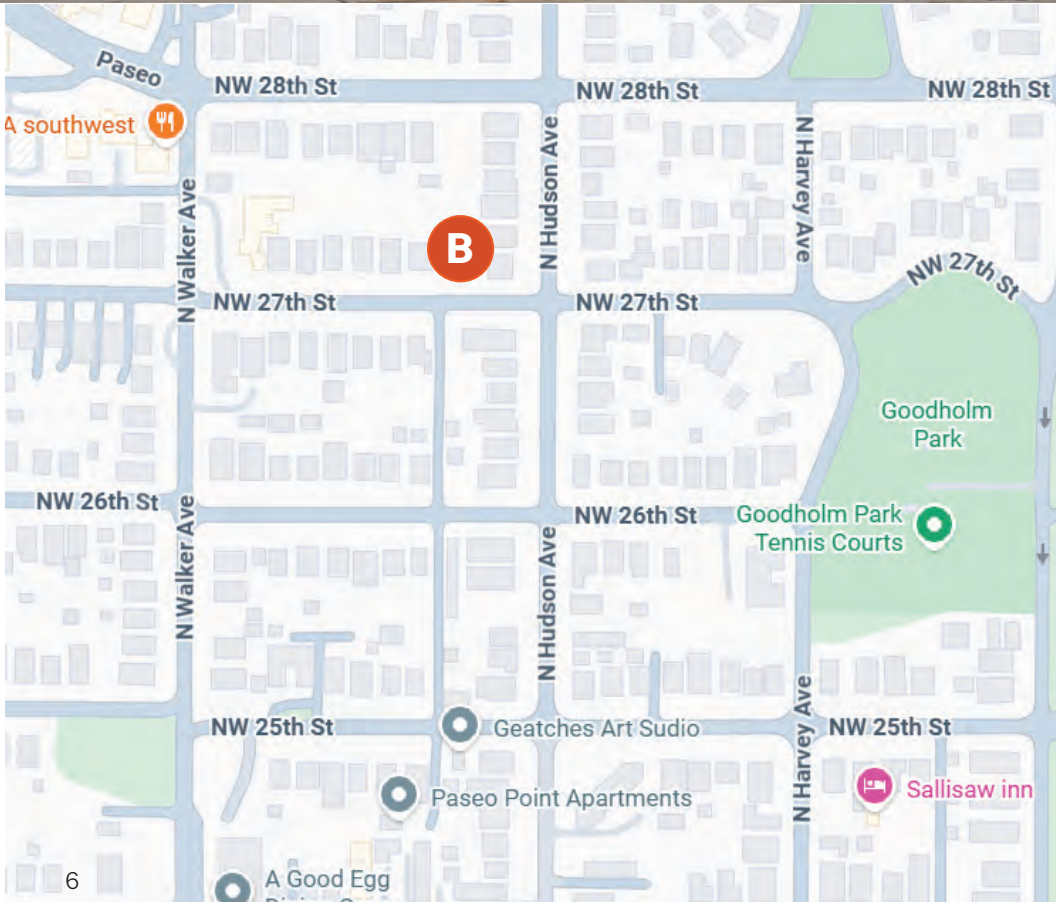 Paseo
NW 28th St
NW 28th St
NW 28th St
A southwest
N Walker Ave
N Hudson Ave
N Harvey Ave
B
NW 27th St
NW 27th St
NW 27th St
Goodholm
Park
NW 26th St
N Walker Ave
NW 26th St
Goodholm Park
Tennis Courts
N Hudson Ave
NW 25th St
Geatches Art Sudio
N Harvey Ave
NW 25th St
Paseo Point Apartments
Sallisaw inn
6
A Good Egg